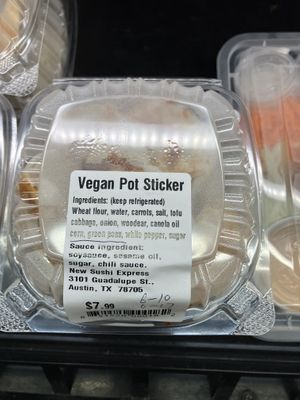 Vegan Pot Sticker
Ingredients: (keep refrigerated)
Wheat flour, water, carrots, salt, tofu
cabbage, onion, woodear, canola oil
corn, green peas, white pepper, sugar
Sauce Ingredient:
soysauce, sesame oil,
sugar, chili sauce,
New Sushi Express
3101 Guadalupe St.,
Austin, TX 78705
$7.99
6-10